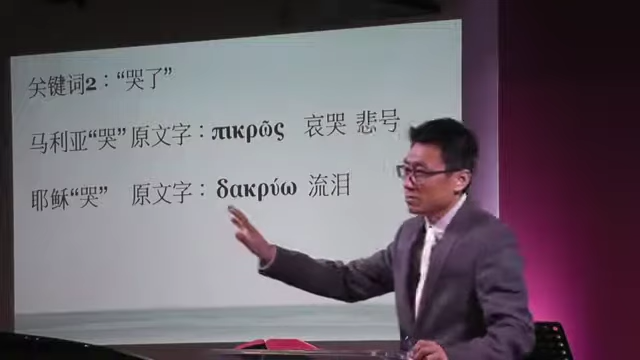 关键词2：“哭了”
马利亚“哭” 原文字：πικρῶς 哀哭 悲号
耶稣“哭” 原文字：δακρύω 流泪